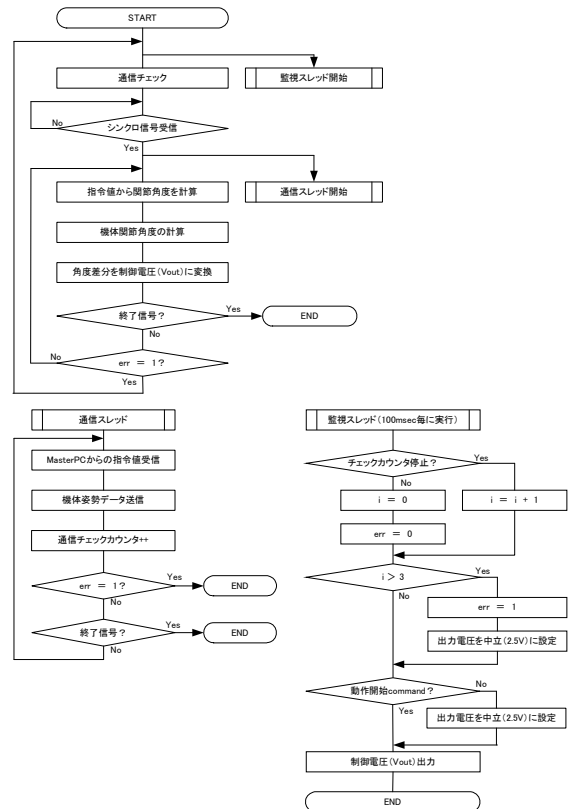 START
監視スレッド開始
通信チェック
No
シンクロ信号受信
Yes
通信スレッド開始
指令値から関節角度を計算
機体関節角度の計算
角度差分を制御電圧(Vout)に変換
終了信号？
Yes
END
No
No
err = 1？
Yes
通信スレッド
MasterPCからの指令値受信
機体姿勢データ送信
通信チェックカウンタ++
err = 1？
Yes
END
No
終了信号？
Yes
END
No
監視スレッド(100msec毎に実行)
チェックカウンタ停止？
Yes
No
i = 0
i = i + 1
err = 0
i > 3
Yes
No
err = 1
出力電圧を中立(2.5V)に設定
動作開始command？
No
Yes
出力電圧を中立(2.5V)に設定
制御電圧(Vout)出力
END